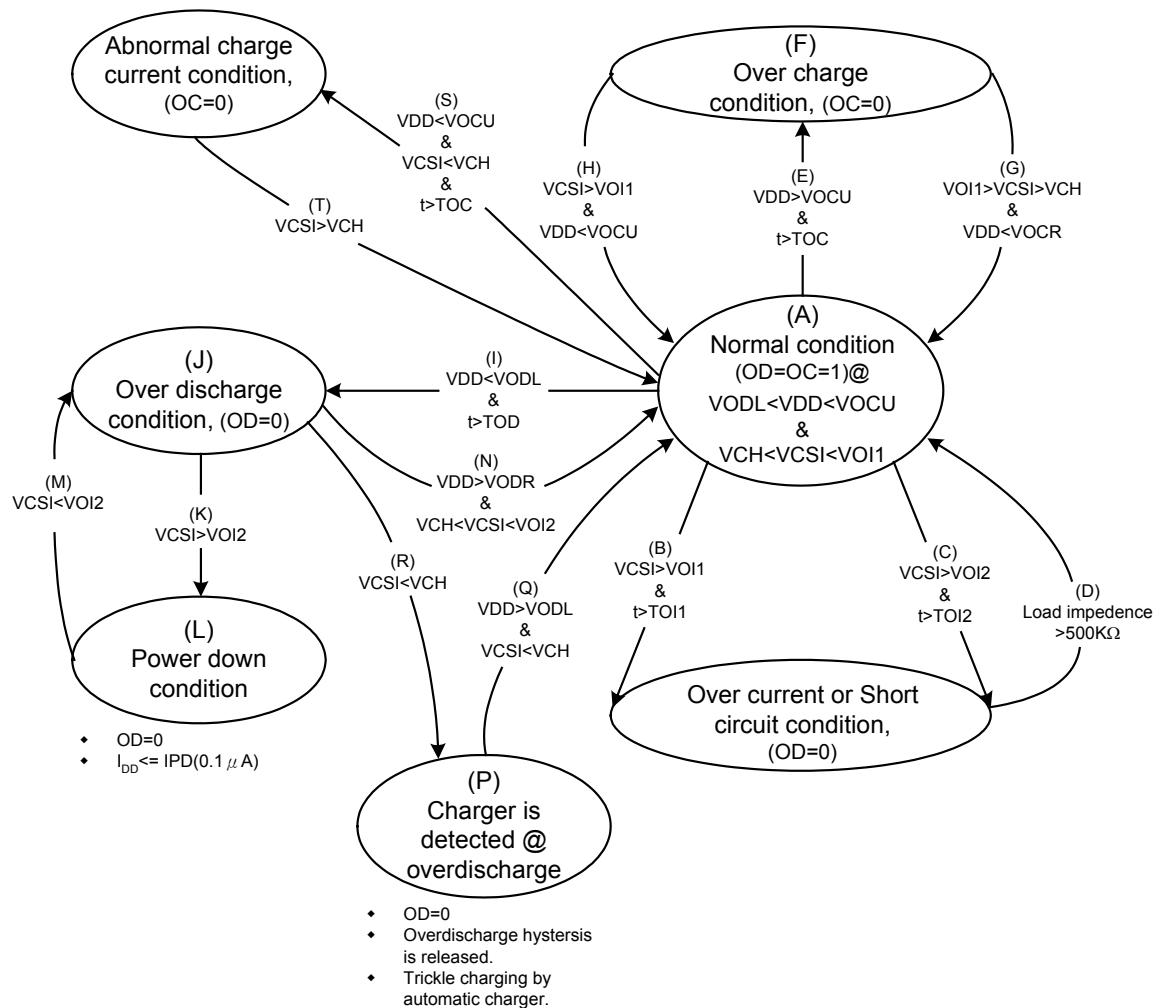 Abnormal charge
current condition,
(OC=0)
(F)
Over charge
condition, (OC=0)
(S)
VDD<VOCU
&
VCSI<VCH
&
t>TOC
(H)
VCSI>VOI1
&
VDD<VOCU
(E)
VDD>VOCU
&
t>TOC
(G)
VOI1>VCSI>VCH
&
VDD<VOCR
(T)
VCSI>VCH
(A)
Normal condition
(OD=OC=1)@
VODL<VDD<VOCU
&
VCH<VCSI<VOI1
(J)
Over discharge
condition, (OD=0)
(I)
VDD<VODL
&
t>TOD
(N)
VDD>VODR
&
VCH<VCSI<VOI2
(M)
VCSI<VOI2
(K)
VCSI>VOI2
(R)
VCSI<VCH
(Q)
VDD>VODL
&
VCSI<VCH
(B)
VCSI>VOI1
&
t>TOI1
(C)
VCSI>VOI2
&
t>TOI2
(D)
Load impedence
>500KΩ
(L)
Power down
condition
◆ OD=0
◆ IDD<= IPD(0.1 μ A)
Over current or Short
circuit condition,
(OD=0)
(P)
Charger is
detected @
overdischarge
◆ OD=0
◆ Overdischarge hystersis
is released.
◆ Trickle charging by
automatic charger.